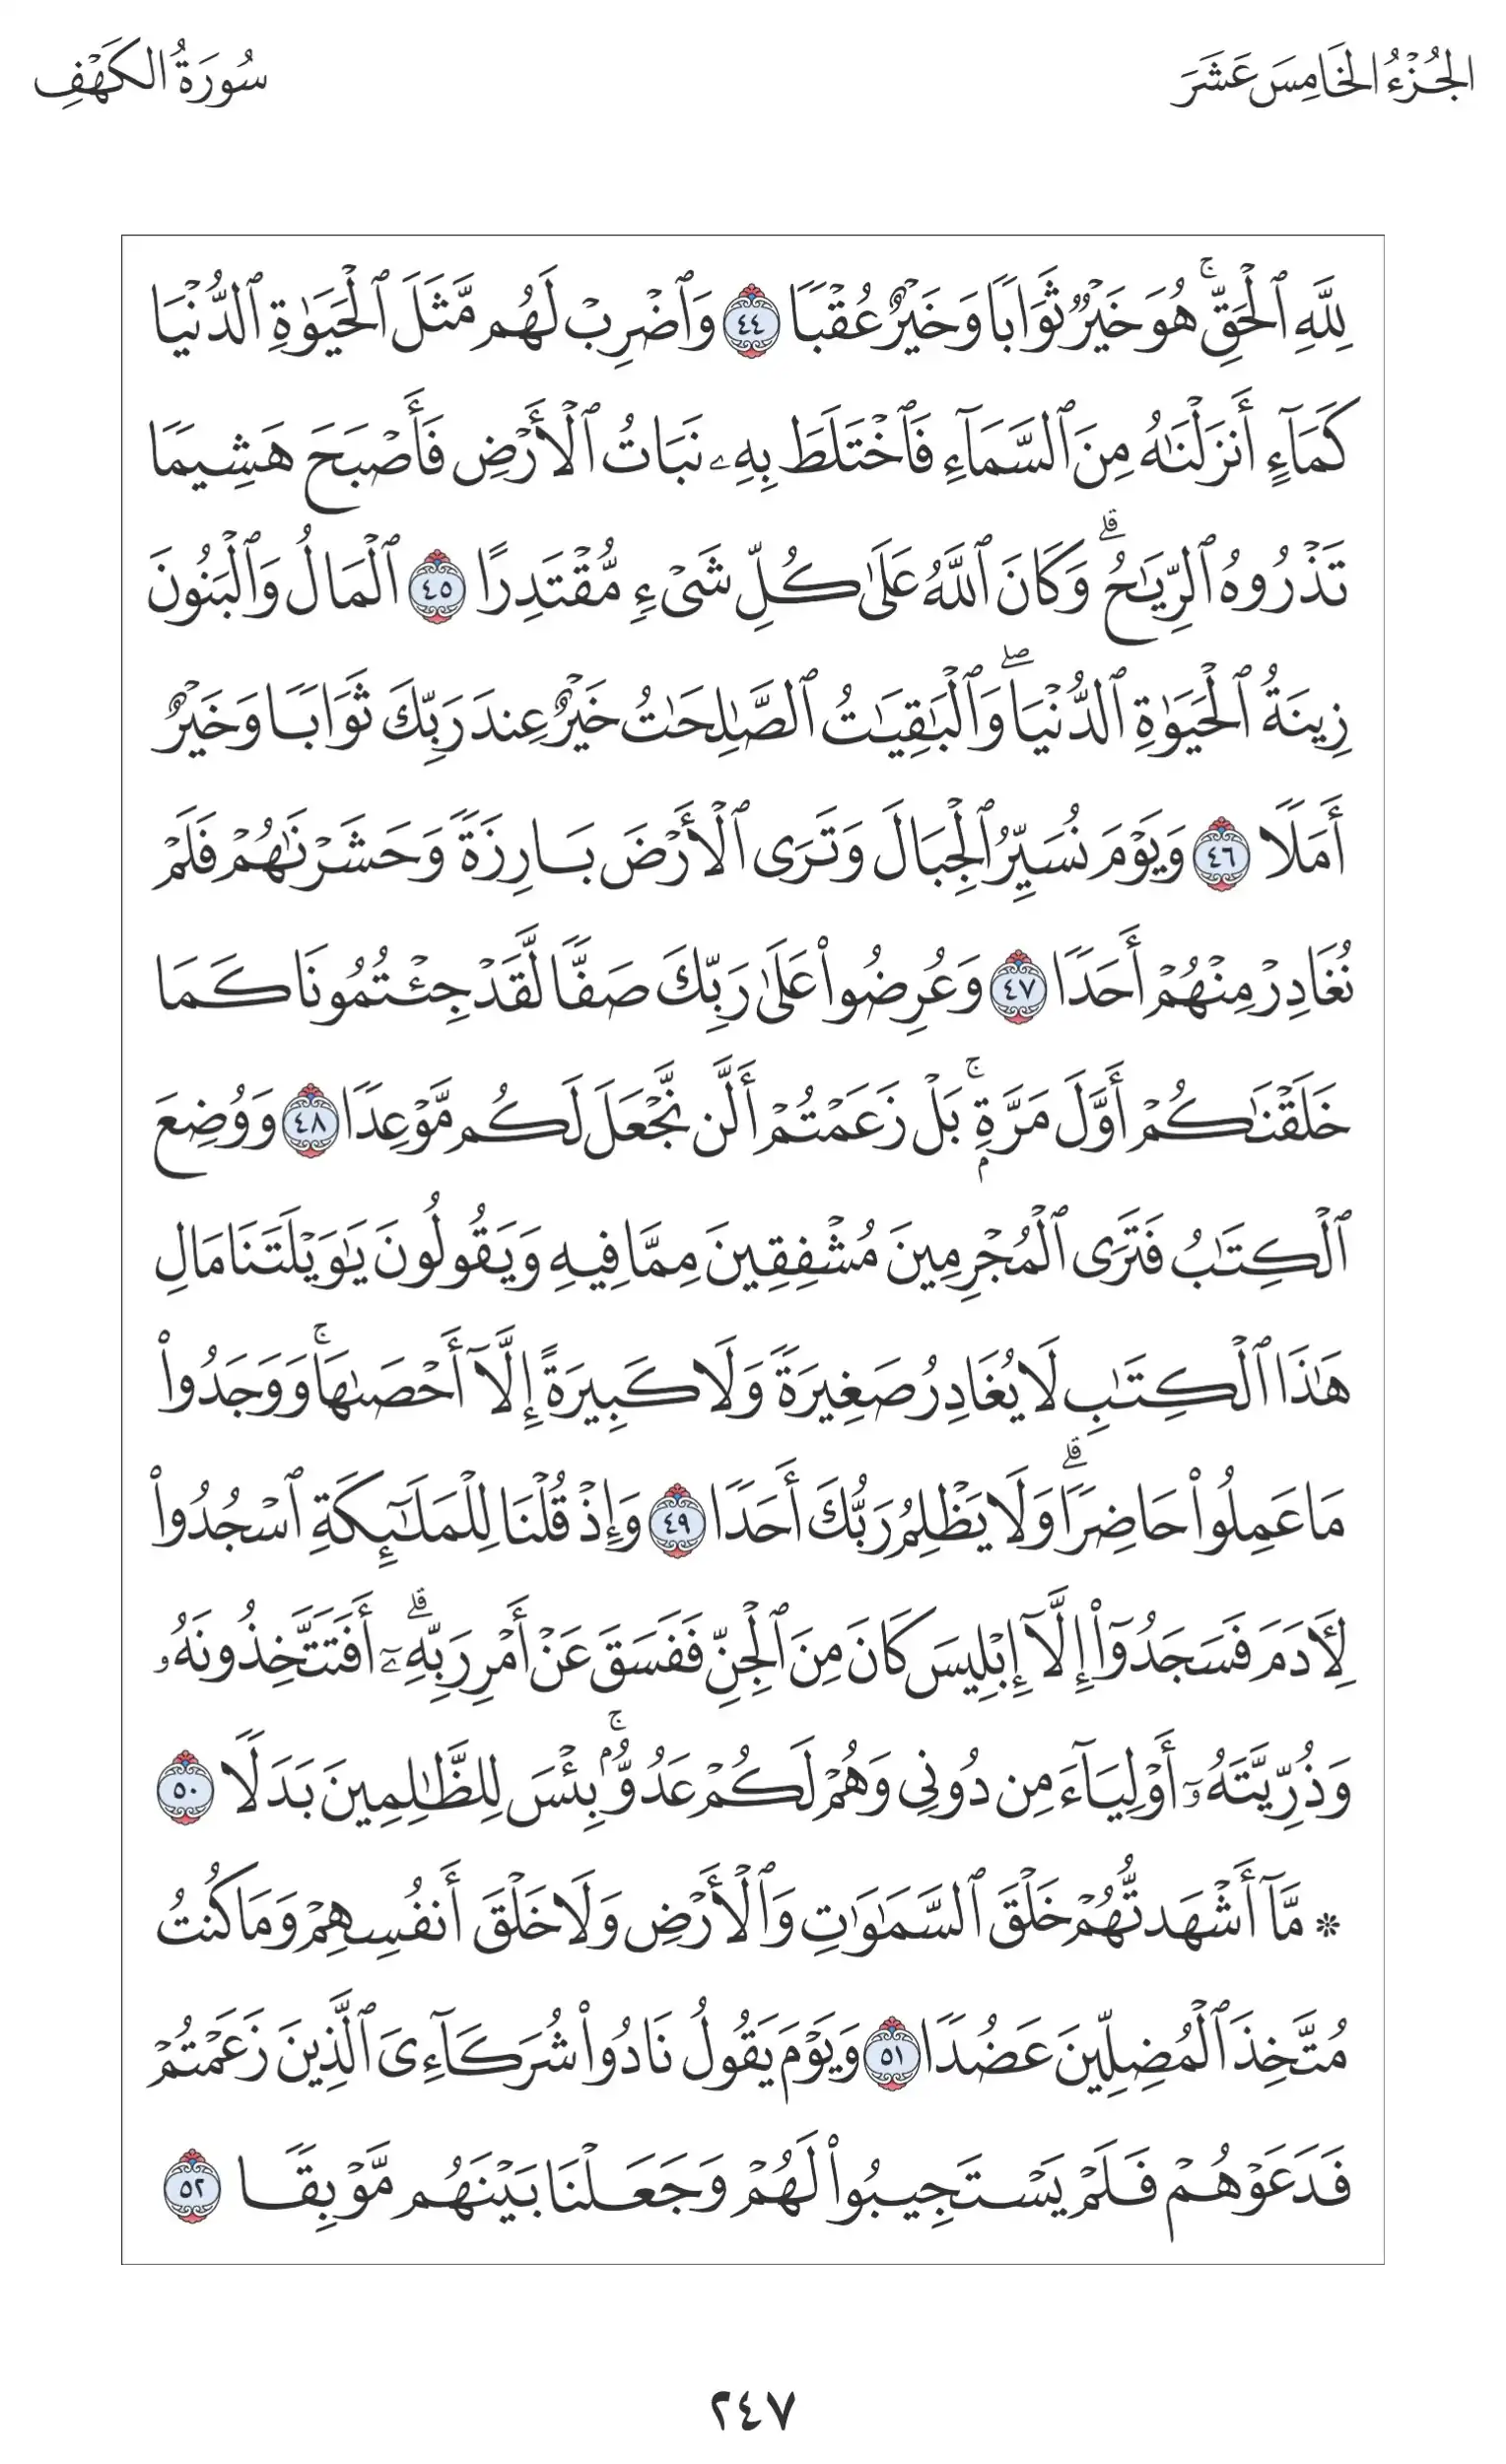 الجُزْءُ الخَامِسَ عَشَرَ
سُورَةُ الكَهْفِ
لِلَّهِ ٱلْحَقِّۚ هُوَ خَيْرٌ ثَوَابًا وَخَيْرٌ عُقْبًا ٤٤ وَٱضْرِبْ لَهُم مَّثَلَ ٱلْحَيَوٰةِ ٱلدُّنْيَا
كَمَآءٍ أَنزَلْنَٰهُ مِنَ ٱلسَّمَآءِ فَٱخْتَلَطَ بِهِۦ نَبَاتُ ٱلْأَرْضِ فَأَصْبَحَ هَشِيمًا
تَذْرُوهُ ٱلرِّيَٰحُۗ وَكَانَ ٱللَّهُ عَلَىٰ كُلِّ شَىْءٍ مُّقْتَدِرًا ٤٥ ٱلْمَالُ وَٱلْبَنُونَ
زِينَةُ ٱلْحَيَوٰةِ ٱلدُّنْيَاۖ وَٱلْبَٰقِيَٰتُ ٱلصَّٰلِحَٰتُ خَيْرٌ عِندَ رَبِّكَ ثَوَابًا وَخَيْرٌ
أَمَلًا ٤٦ وَيَوْمَ نُسَيِّرُ ٱلْجِبَالَ وَتَرَى ٱلْأَرْضَ بَارِزَةً وَحَشَرْنَٰهُمْ فَلَمْ
نُغَادِرْ مِنْهُمْ أَحَدًا ٤٧ وَعُرِضُوا۟ عَلَىٰ رَبِّكَ صَفًّا لَّقَدْ جِئْتُمُونَا كَمَا
خَلَقْنَٰكُمْ أَوَّلَ مَرَّةٍۭۚ بَلْ زَعَمْتُمْ أَلَّن نَّجْعَلَ لَكُم مَّوْعِدًا ٤٨ وَوُضِعَ
ٱلْكِتَٰبُ فَتَرَى ٱلْمُجْرِمِينَ مُشْفِقِينَ مِمَّا فِيهِ وَيَقُولُونَ يَٰوَيْلَتَنَا مَالِ
هَٰذَا ٱلْكِتَٰبِ لَا يُغَادِرُ صَغِيرَةً وَلَا كَبِيرَةً إِلَّآ أَحْصَىٰهَاۚ وَوَجَدُوا۟
مَا عَمِلُوا۟ حَاضِرًاۗ وَلَا يَظْلِمُ رَبُّكَ أَحَدًا ٤٩ وَإِذْ قُلْنَا لِلْمَلَٰٓئِكَةِ ٱسْجُدُوا۟
لِءَادَمَ فَسَجَدُوٓا۟ إِلَّآ إِبْلِيسَ كَانَ مِنَ ٱلْجِنِّ فَفَسَقَ عَنْ أَمْرِ رَبِّهِۦٓۗ أَفَتَتَّخِذُونَهُۥ
وَذُرِّيَّتَهُۥٓ أَوْلِيَآءَ مِن دُونِى وَهُمْ لَكُمْ عَدُوٌّۢۚ بِئْسَ لِلظَّٰلِمِينَ بَدَلًا ٥٠
۞ مَّآ أَشْهَدتُّهُمْ خَلْقَ ٱلسَّمَٰوَٰتِ وَٱلْأَرْضِ وَلَا خَلْقَ أَنفُسِهِمْ وَمَا كُنتُ
مُتَّخِذَ ٱلْمُضِلِّينَ عَضُدًا ٥١ وَيَوْمَ يَقُولُ نَادُوا۟ شُرَكَآءِىَ ٱلَّذِينَ زَعَمْتُمْ
فَدَعَوْهُمْ فَلَمْ يَسْتَجِيبُوا۟ لَهُمْ وَجَعَلْنَا بَيْنَهُم مَّوْبِقًا ٥٢
٢٤٧